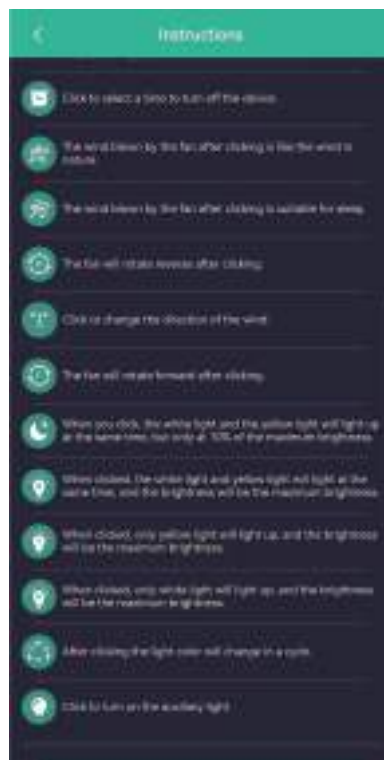 Instructions
Click to select a time to turn off the device
The wind blown by the fan after clicking is like the wind in
nature
The wind blown by the fan after clicking is suitable for sleep
The fan will rotate reverse after clicking
Click to change the direction of the wind
The fan will rotate forward after clicking
When you click, the white light and the yellow light will light up
at the same time, but only at 10% of the maximum brightness
When clicked, the white light and yellow light will light at the
same time, and the brightness will be the maximum brightness
When clicked, only yellow light will light up, and the brightness
will be the maximum brightness
When clicked, only white light will light up, and the brightness
will be the maximum brightness
After clicking the light color will change in a cycle
Click to turn on the auxiliary light